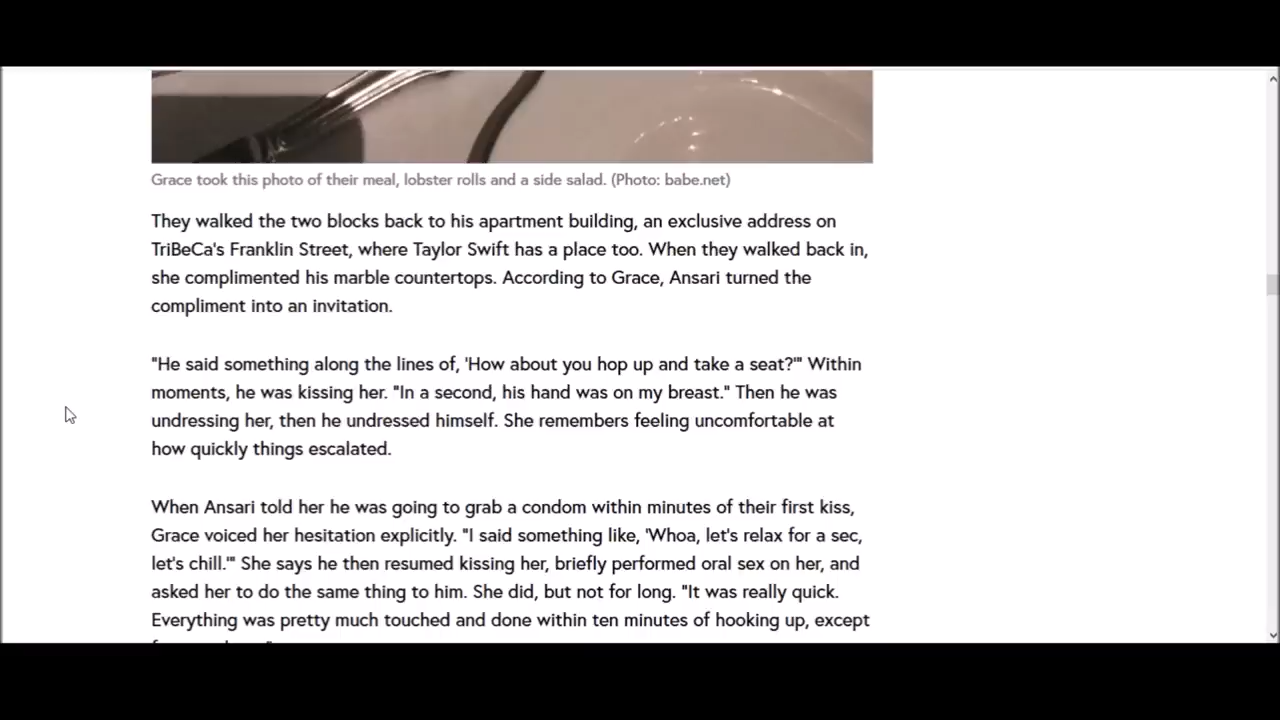 Grace took this photo of their meal, lobster rolls and a side salad. (Photo: babe.net)
They walked the two blocks back to his apartment building, an exclusive address on
TriBeCa's Franklin Street, where Taylor Swift has a place too. When they walked back in,
she complimented his marble countertops. According to Grace, Ansari turned the
compliment into an invitation.
"He said something along the lines of, 'How about you hop up and take a seat?'" Within
moments, he was kissing her. "In a second, his hand was on my breast." Then he was
undressing her, then he undressed himself. She remembers feeling uncomfortable at
how quickly things escalated.
When Ansari told her he was going to grab a condom within minutes of their first kiss,
Grace voiced her hesitation explicitly. "I said something like, 'Whoa, let's relax for a sec,
let's chill.'" She says he then resumed kissing her, briefly performed oral sex on her, and
asked her to do the same thing to him. She did, but not for long. "It was really quick.
Everything was pretty much touched and done within ten minutes of hooking up, except